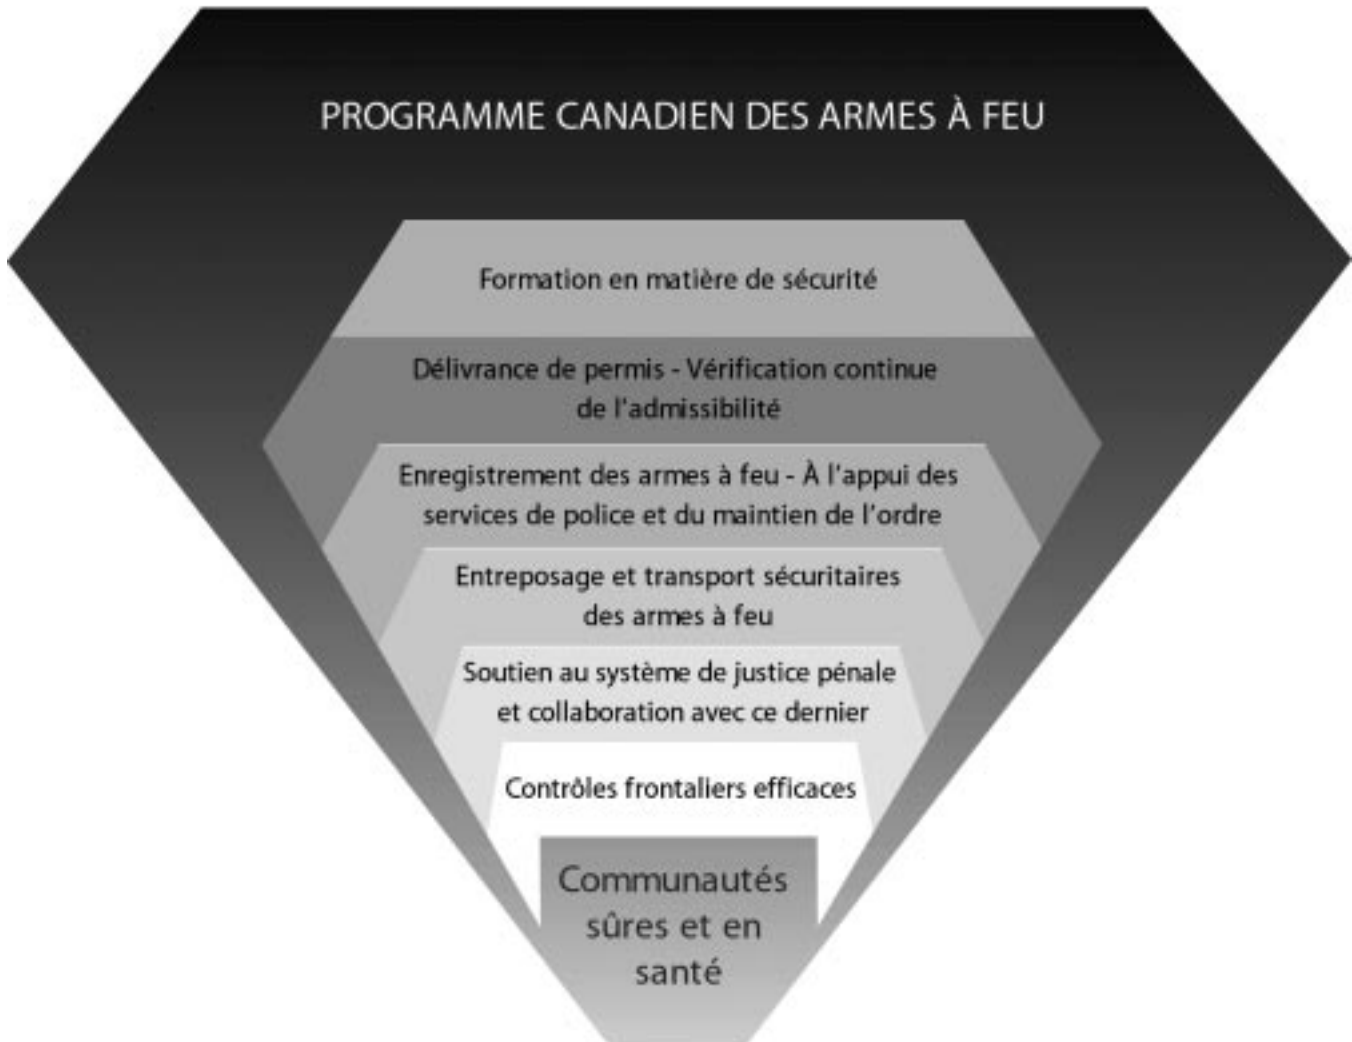 PROGRAMME CANADIEN DES ARMES À FEU
Formation en matière de sécurité
Délivrance de permis - Vérification continue
de l'admissibilité
Enregistrement des armes à feu - À l'appui des
services de police et du maintien de l'ordre
Entreposage et transport sécuritaires
des armes à feu
Soutien au système de justice pénale
et collaboration avec ce dernier
Contrôles frontaliers efficaces
Communautés
sûres et en
santé